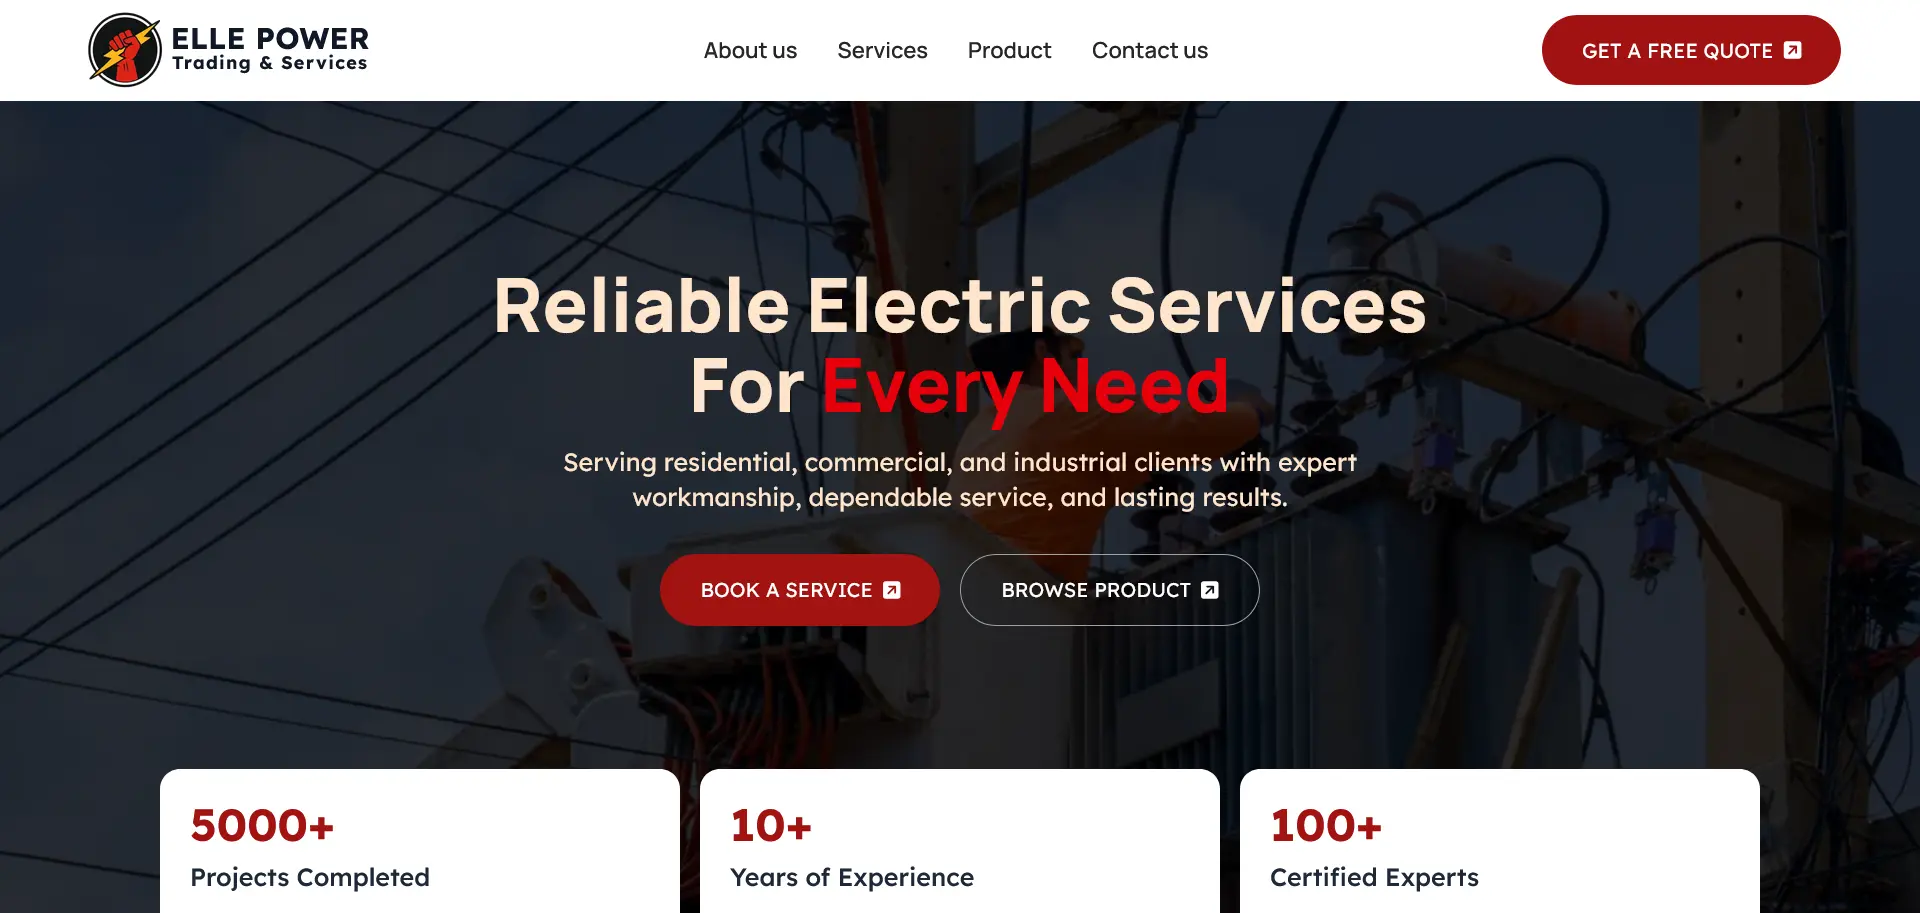 ELLE POWER
Trading & Services
About us
Services
Product
Contact us
GET A FREE QUOTE
Reliable Electric Services
For Every Need
Serving residential, commercial, and industrial clients with expert
workmanship, dependable service, and lasting results.
BOOK A SERVICE
BROWSE PRODUCT
5000+
Projects Completed
10+
Years of Experience
100+
Certified Experts